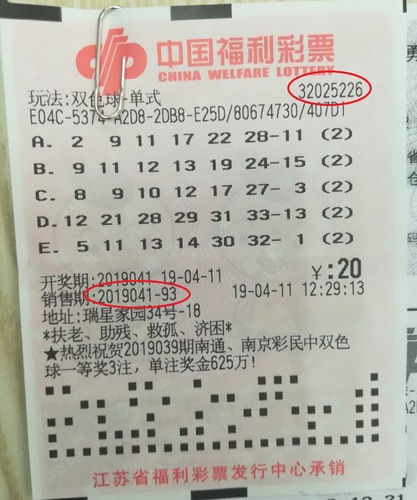 中国福利彩票
CHINA WELFARE LOTTERY
玩法:双色球-单式 32025226
E04C-5374-A2D8-2DB8-E25D/80674730/407D1
A. 2 9 11 17 22 28-11 (2)
B. 9 11 12 13 19 24-15 (2)
C. 8 9 10 12 17 27- 3 (2)
D.12 21 28 29 31 33-13 (2)
E. 5 11 13 14 30 32- 1 (2)
开奖期:2019041 19-04-11 ¥:20
销售期:2019041-93 19-04-11 12:29:13
地址:瑞星家园34号-18
*扶老、助残、救孤、济困*
★热烈祝贺2019039期南通、南京彩民中双色
球一等奖3注,单注奖金625万!
江苏省福利彩票发行中心承销